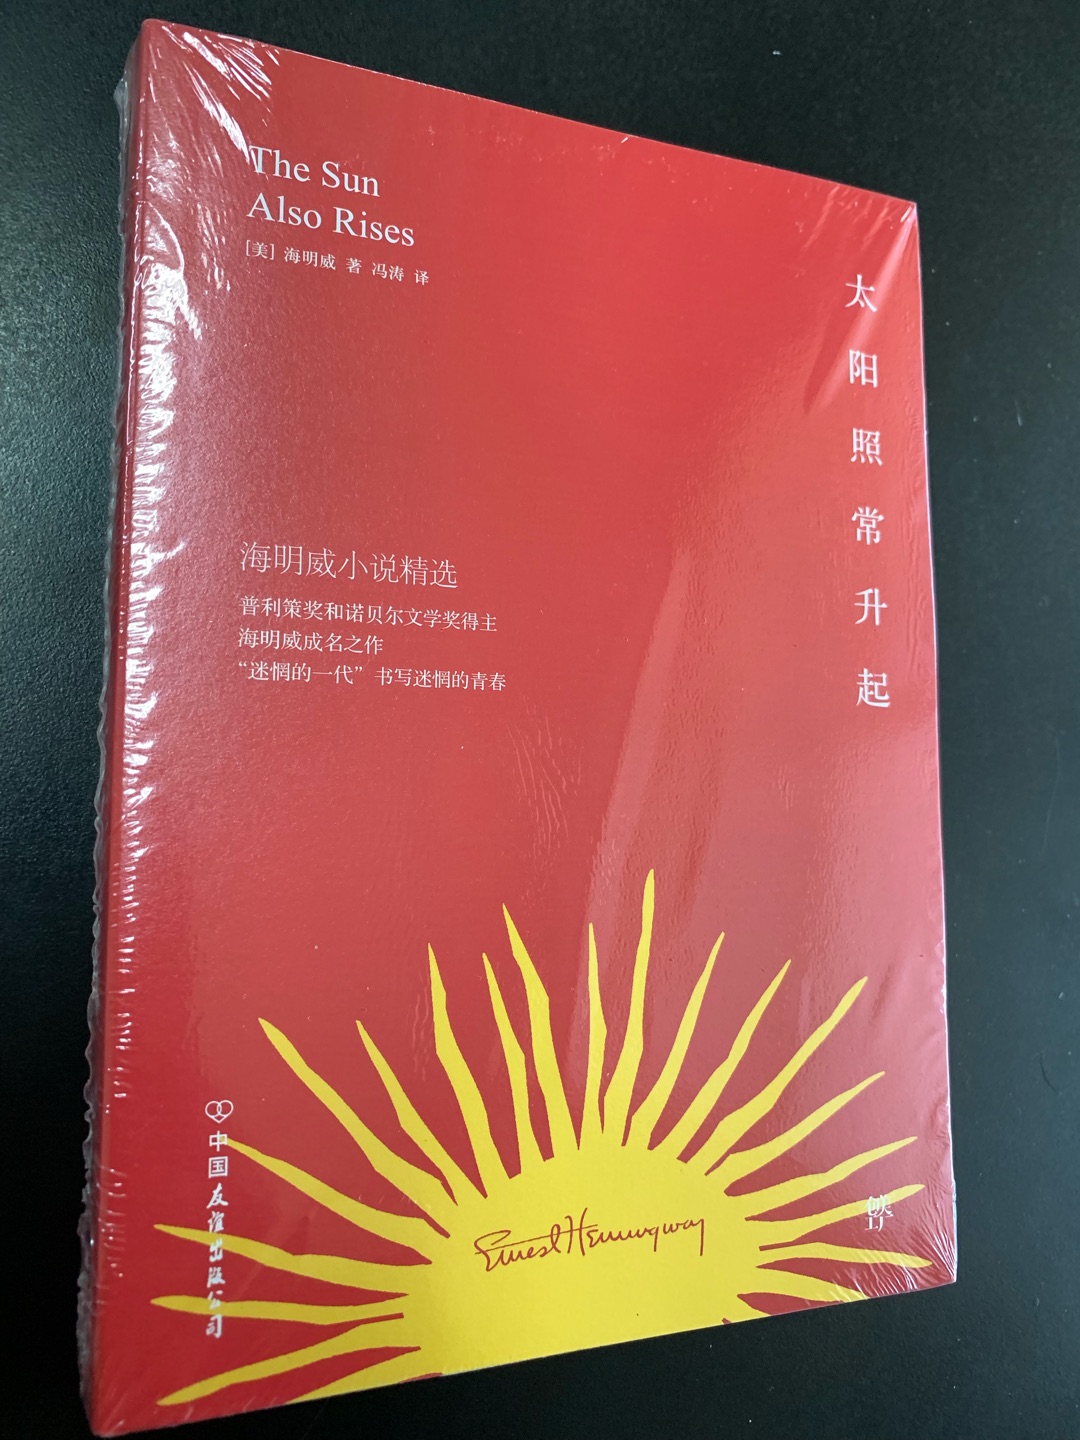 The Sun
Also Rises
[美] 海明威 著 冯涛 译
太阳照常升起
海明威小说精选
普利策奖和诺贝尔文学奖得主
海明威成名之作
“迷惘的一代”书写迷惘的青春
Ernest Hemingway
中国友谊出版公司